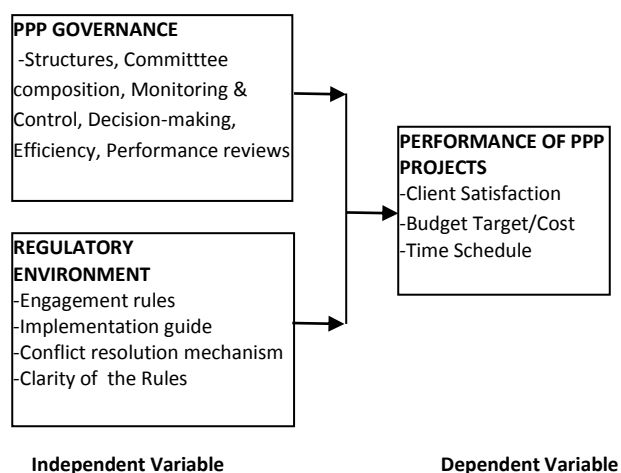 PPP GOVERNANCE
-Structures, Committtee
composition, Monitoring &
Control, Decision-making,
Efficiency, Performance reviews
PERFORMANCE OF PPP
PROJECTS
-Client Satisfaction
-Budget Target/Cost
-Time Schedule
REGULATORY
ENVIRONMENT
-Engagement rules
-Implementation guide
-Conflict resolution mechanism
-Clarity of the Rules
Independent Variable
Dependent Variable